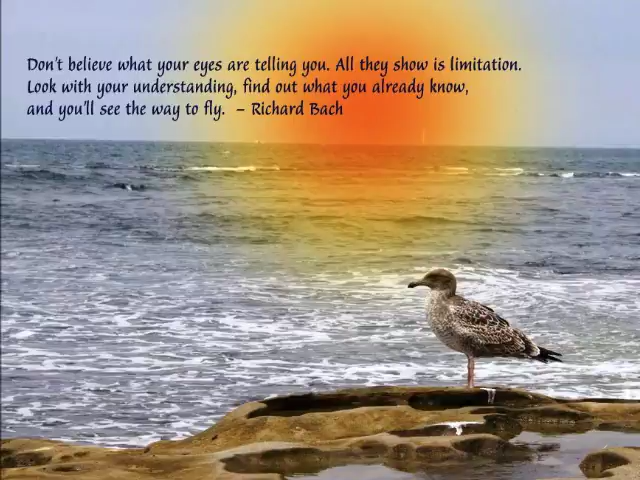 Don't believe what your eyes are telling you. All they show is limitation.
Look with your understanding, find out what you already know,
and you'll see the way to fly. – Richard Bach